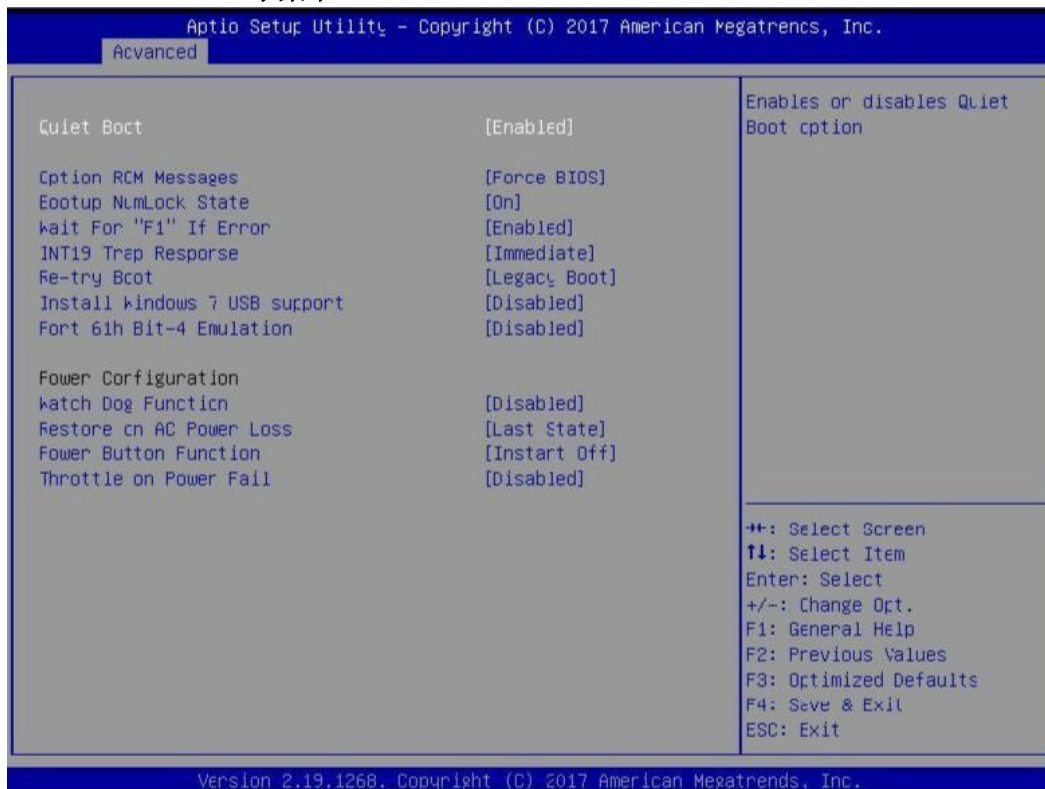 Aptio Setup Utility – Copyright (C) 2017 American Megatrends, Inc.
Advanced
Quiet Boot [Enabled]
Option ROM Messages [Force BIOS]
Bootup NumLock State [On]
Wait For "F1" If Error [Enabled]
INT19 Trap Response [Immediate]
Re-try Boot [Legacy Boot]
Install Windows 7 USB support [Disabled]
Port 61h Bit-4 Emulation [Disabled]
Power Configuration
Watch Dog Function [Disabled]
Restore on AC Power Loss [Last State]
Power Button Function [Instant Off]
Throttle on Power Fail [Disabled]
Enables or disables Quiet
Boot option
→←: Select Screen
↑↓: Select Item
Enter: Select
+/-: Change Opt.
F1: General Help
F2: Previous Values
F3: Optimized Defaults
F4: Save & Exit
ESC: Exit
Version 2.19.1268. Copyright (C) 2017 American Megatrends, Inc.